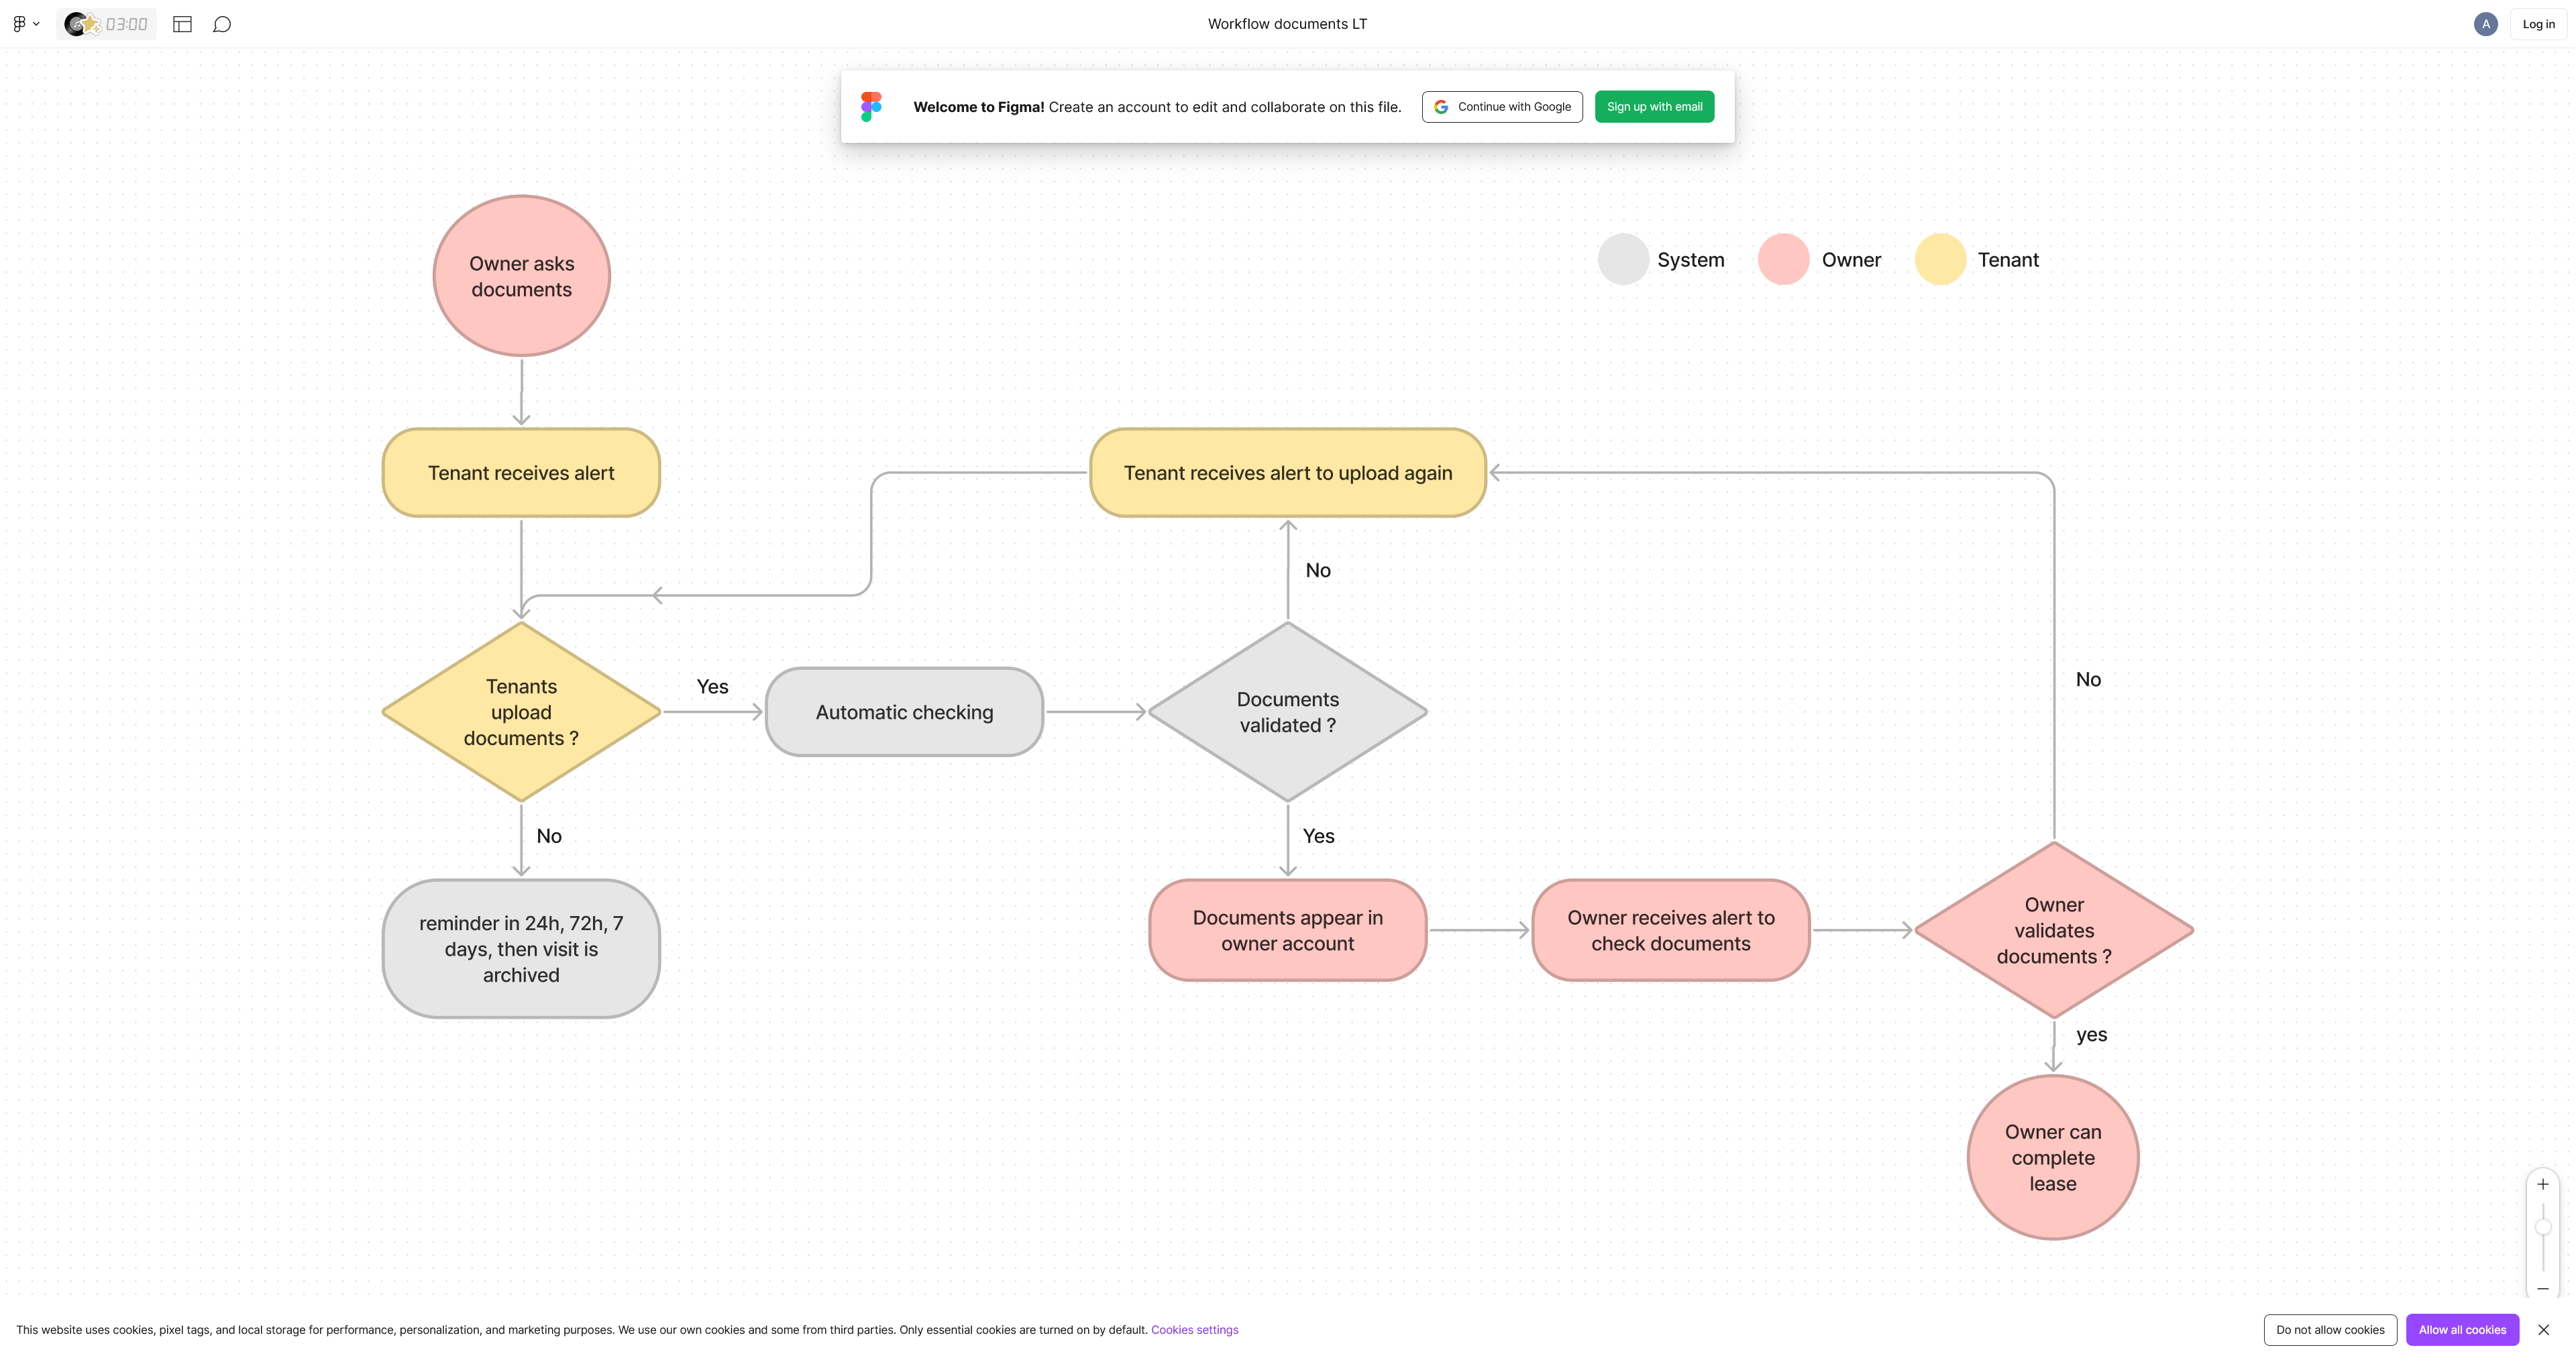 03:00
Workflow documents LT
A
Log in
Welcome to Figma! Create an account to edit and collaborate on this file.
Continue with Google
Sign up with email
Owner asks
documents
System
Owner
Tenant
Tenant receives alert
Tenant receives alert to upload again
No
Tenants
upload
documents ?
Yes
Automatic checking
Documents
validated ?
No
No
Yes
reminder in 24h, 72h, 7
days, then visit is
archived
Documents appear in
owner account
Owner receives alert to
check documents
Owner
validates
documents ?
yes
Owner can
complete
lease
This website uses cookies, pixel tags, and local storage for performance, personalization, and marketing purposes. We use our own cookies and some from third parties. Only essential cookies are turned on by default. Cookies settings
Do not allow cookies
Allow all cookies